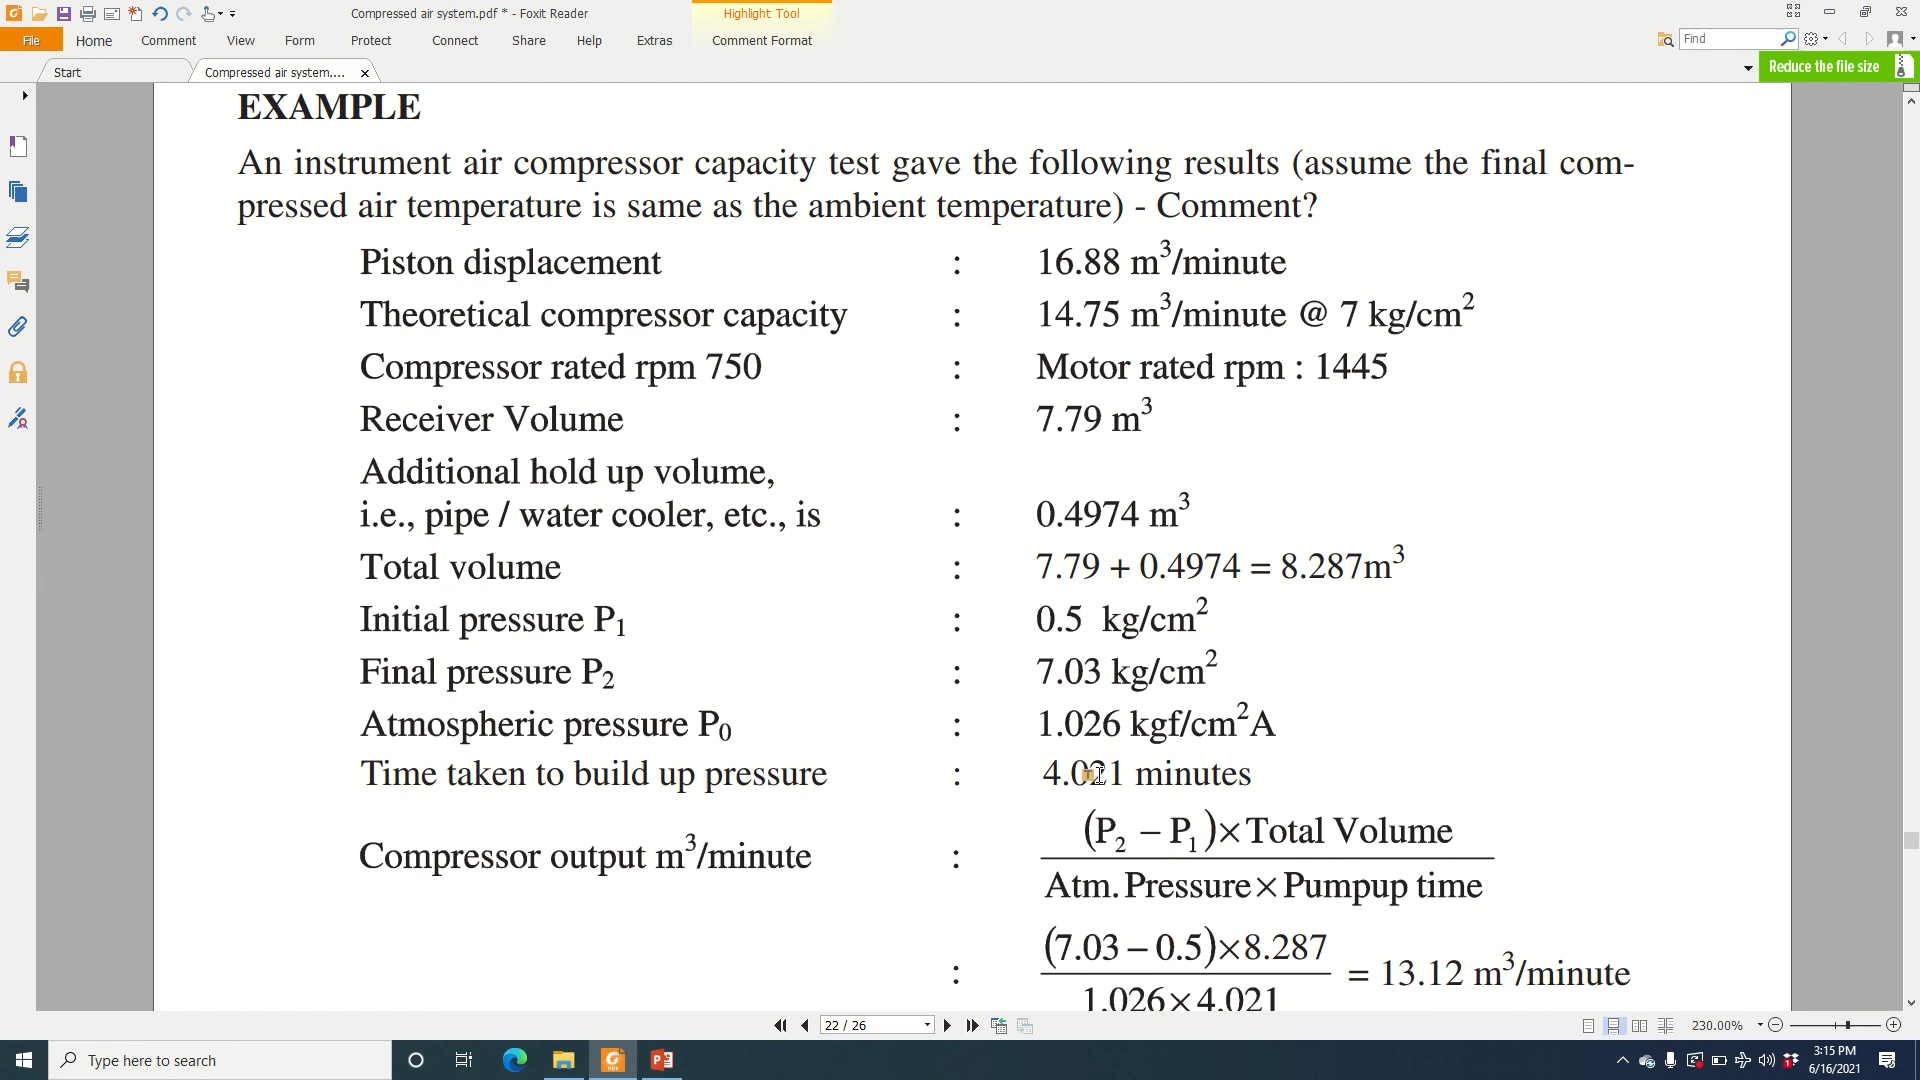 Compressed air system.pdf * - Foxit Reader
Highlight Tool
File Home Comment View Form Protect Connect Share Help Extras Comment Format
Find
Start
Compressed air system....
Reduce the file size
EXAMPLE
An instrument air compressor capacity test gave the following results (assume the final com-
pressed air temperature is same as the ambient temperature) - Comment?
Piston displacement : 16.88 m³/minute
Theoretical compressor capacity : 14.75 m³/minute @ 7 kg/cm²
Compressor rated rpm 750 : Motor rated rpm : 1445
Receiver Volume : 7.79 m³
Additional hold up volume,
i.e., pipe / water cooler, etc., is : 0.4974 m³
Total volume : 7.79 + 0.4974 = 8.287m³
Initial pressure P₁ : 0.5 kg/cm²
Final pressure P₂ : 7.03 kg/cm²
Atmospheric pressure P₀ : 1.026 kgf/cm²A
Time taken to build up pressure : 4.021 minutes
(P₂ – P₁)×Total Volume
Compressor output m³/minute :
Atm. Pressure×Pumpup time
(7.03 – 0.5)×8.287
: = 13.12 m³/minute
1.026×4.021
22 / 26
230.00%
Type here to search
3:15 PM
6/16/2021